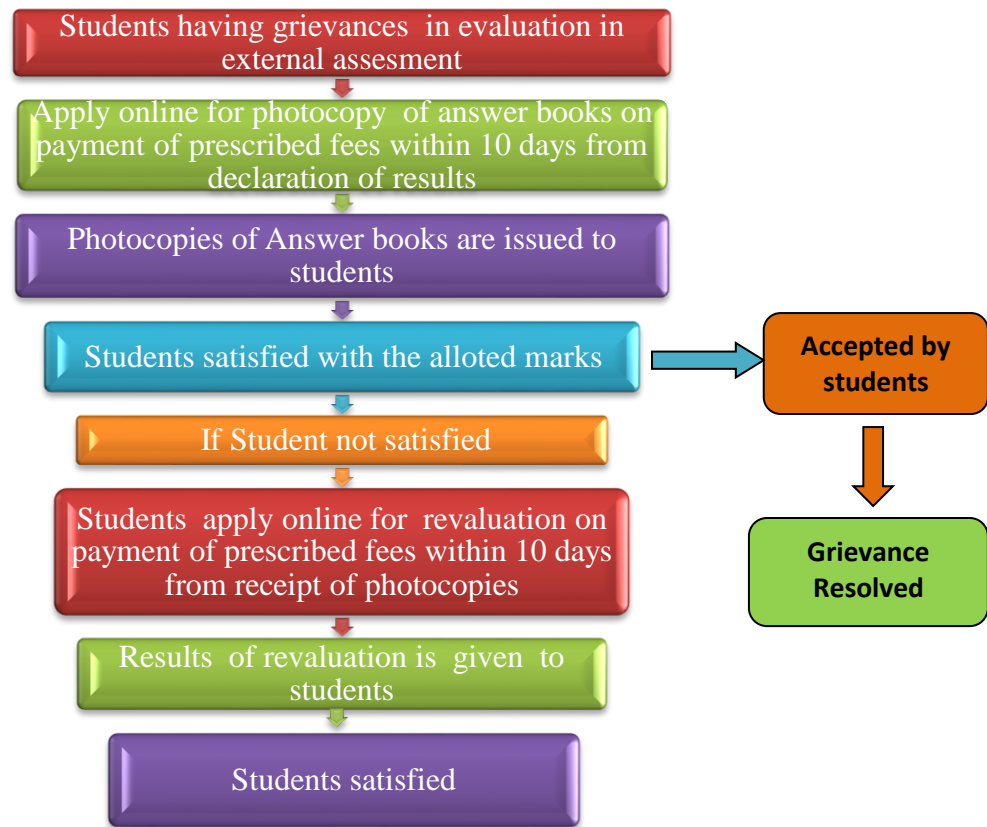 Students having grievances in evaluation in
external assesment
Apply online for photocopy of answer books on
payment of prescribed fees within 10 days from
declaration of results
Photocopies of Answer books are issued to
students
Students satisfied with the alloted marks
Accepted by
students
If Student not satisfied
Students apply online for revaluation on
payment of prescribed fees within 10 days
from receipt of photocopies
Grievance
Resolved
Results of revaluation is given to
students
Students satisfied